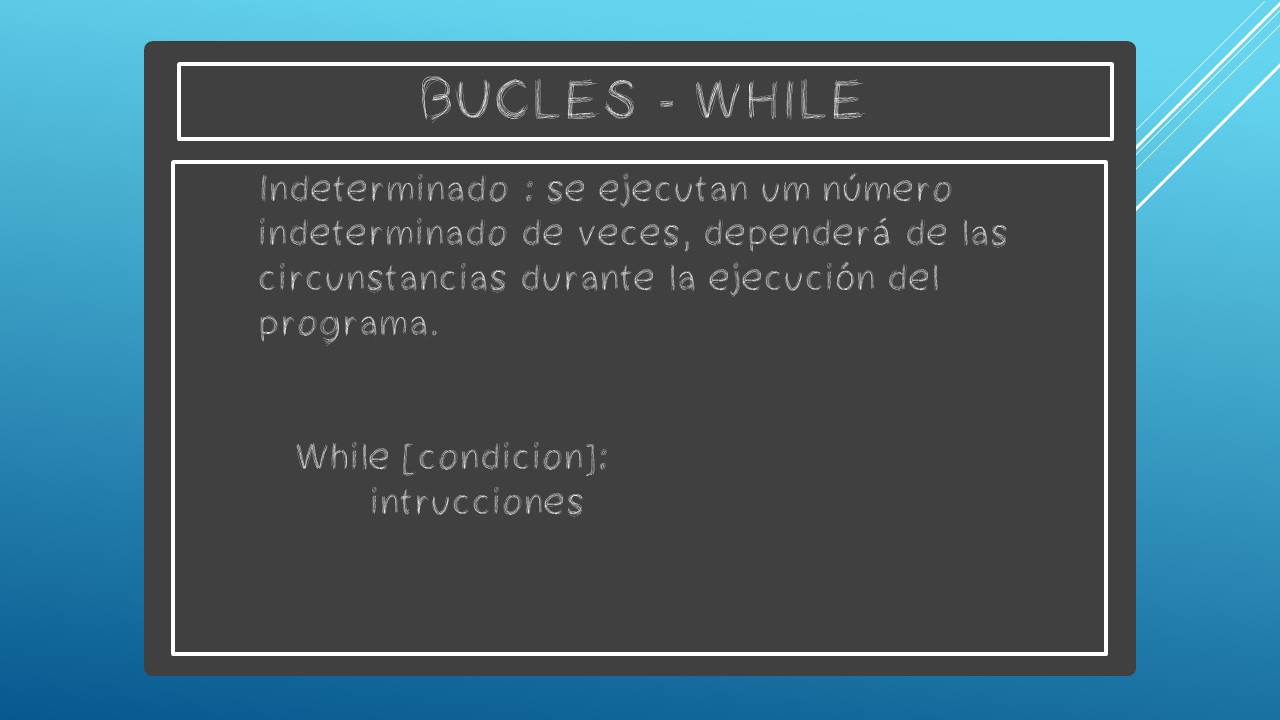 BUCLES - WHILE
Indeterminado : se ejecutan um número
indeterminado de veces, dependerá de las
circunstancias durante la ejecución del
programa.
While [condicion]:
intrucciones